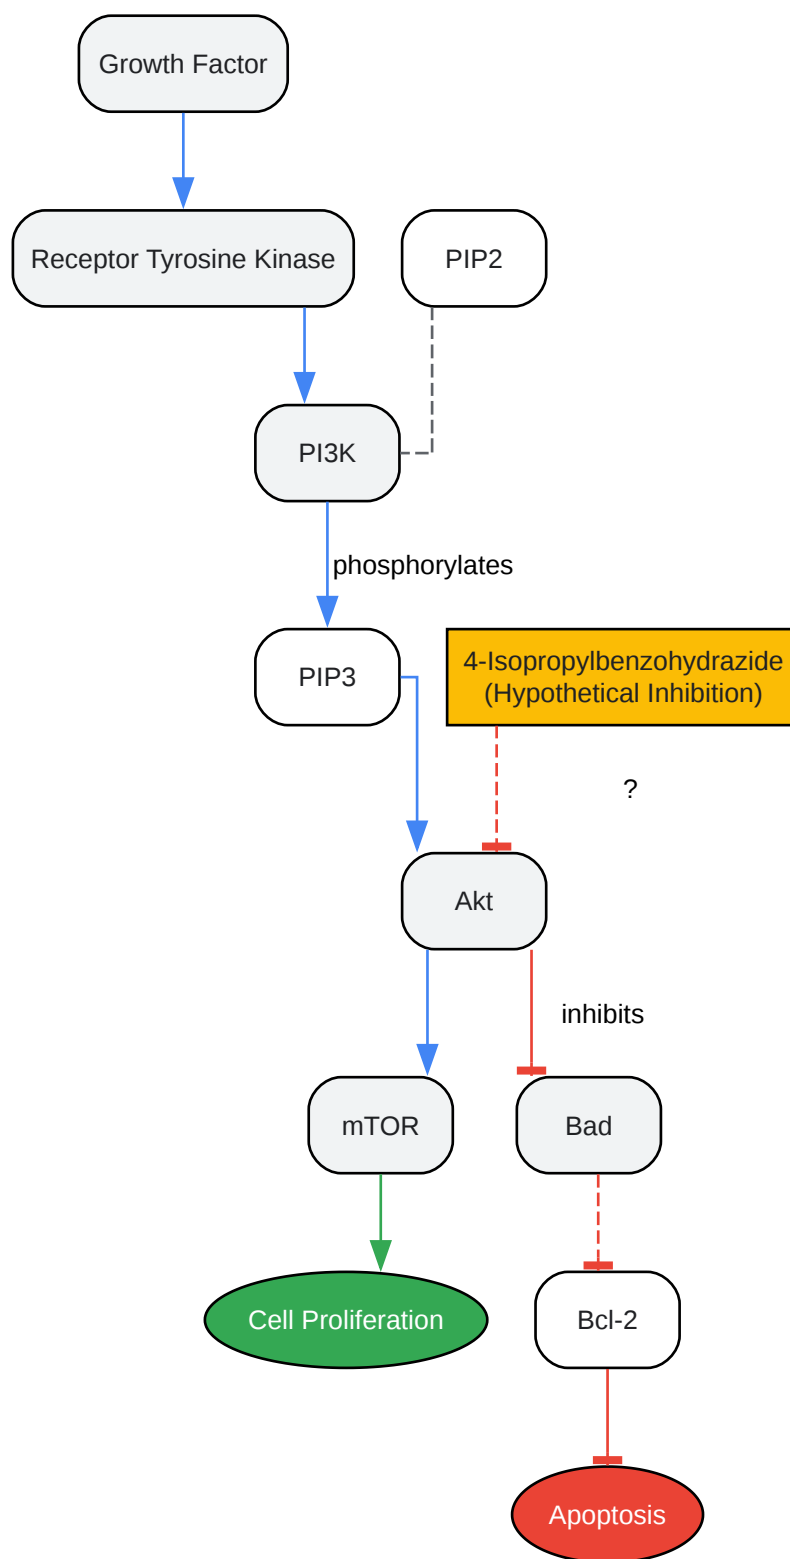 Growth Factor
Receptor Tyrosine Kinase
PIP2
PI3K
phosphorylates
PIP3
4-Isopropylbenzohydrazide
(Hypothetical Inhibition)
?
Akt
inhibits
mTOR
Bad
Cell Proliferation
Bcl-2
Apoptosis